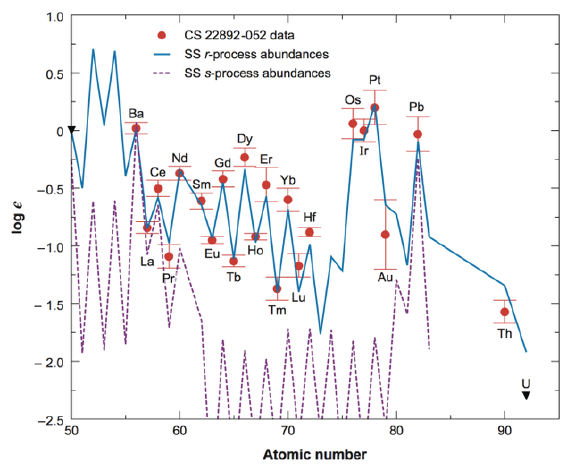 CS 22892-052 data
SS r-process abundances
SS s-process abundances
1.0
0.5
0
−0.5
−1.0
−1.5
−2.0
−2.5
log ϵ
Ba
Ce
Nd
Sm
Gd
Dy
Er
Yb
Hf
Os
Ir
Pt
Pb
La
Pr
Eu
Tb
Ho
Tm
Lu
Au
Th
U
50 60 70 80 90
Atomic number